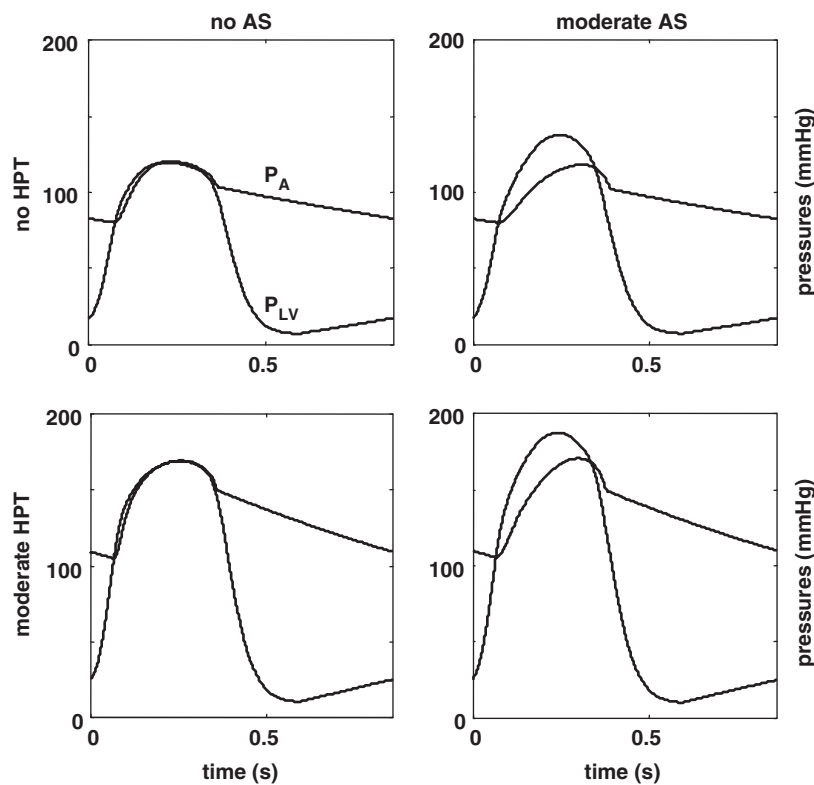 no AS
moderate AS
200
100
0
0
0.5
no HPT
P_A
P_LV
200
100
0
0
0.5
pressures (mmHg)
200
100
0
0
0.5
moderate HPT
time (s)
200
100
0
0
0.5
time (s)
pressures (mmHg)